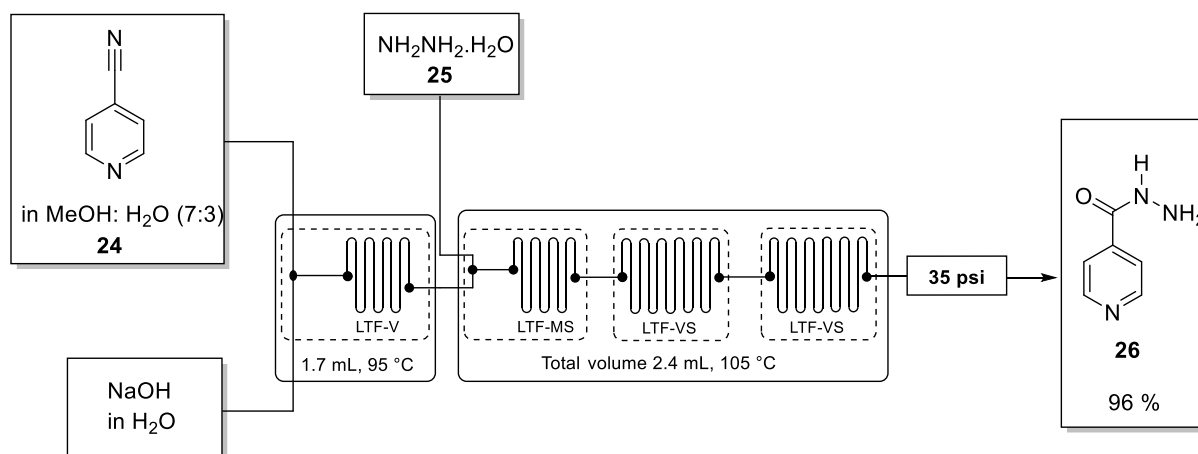 N
N
in MeOH: H₂O (7:3)
24
NH₂NH₂.H₂O
25
NaOH
in H₂O
LTF-V
1.7 mL, 95 °C
LTF-MS
LTF-VS
LTF-VS
Total volume 2.4 mL, 105 °C
35 psi
H
O
N
NH₂
N
26
96 %